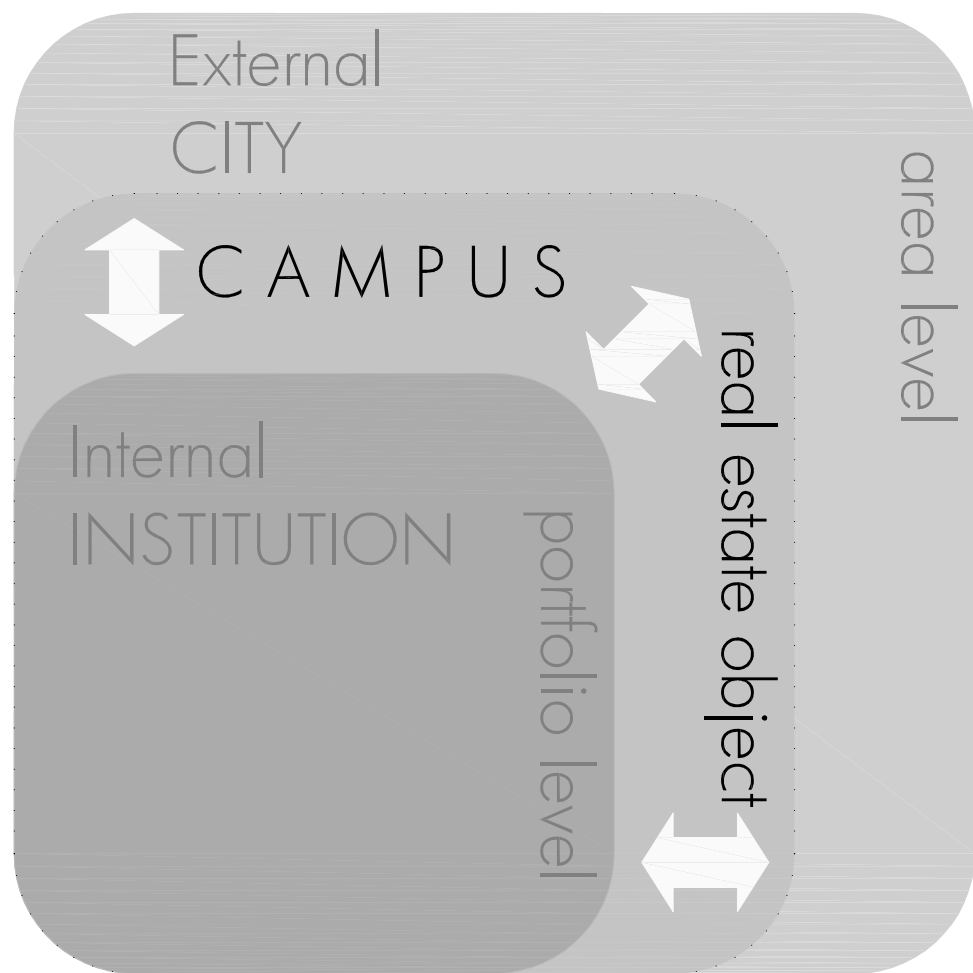 External
CITY
area level
CAMPUS
real estate object
Internal
INSTITUTION
portfolio level